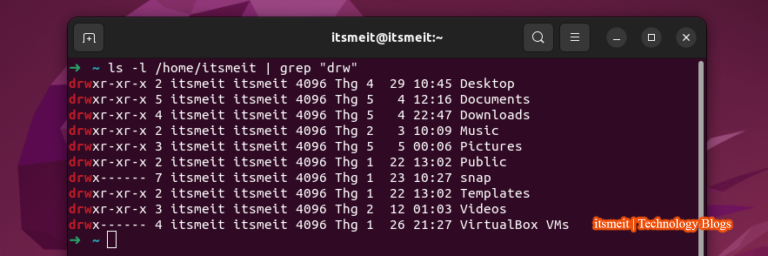 itsmeit@itsmeit:~
➜ ~ ls -l /home/itsmeit | grep "drw"
drwxr-xr-x 2 itsmeit itsmeit 4096 Thg 4  29 10:45 Desktop
drwxr-xr-x 5 itsmeit itsmeit 4096 Thg 5   4 12:16 Documents
drwxr-xr-x 4 itsmeit itsmeit 4096 Thg 5   4 22:47 Downloads
drwxr-xr-x 2 itsmeit itsmeit 4096 Thg 2   3 10:09 Music
drwxr-xr-x 3 itsmeit itsmeit 4096 Thg 5   5 00:06 Pictures
drwxr-xr-x 2 itsmeit itsmeit 4096 Thg 1  22 13:02 Public
drwx------ 7 itsmeit itsmeit 4096 Thg 1  23 10:27 snap
drwxr-xr-x 2 itsmeit itsmeit 4096 Thg 1  22 13:02 Templates
drwxr-xr-x 3 itsmeit itsmeit 4096 Thg 2  12 01:03 Videos
drwx------ 4 itsmeit itsmeit 4096 Thg 1  26 21:27 VirtualBox VMs
itsmeit | Technology Blogs
➜ ~